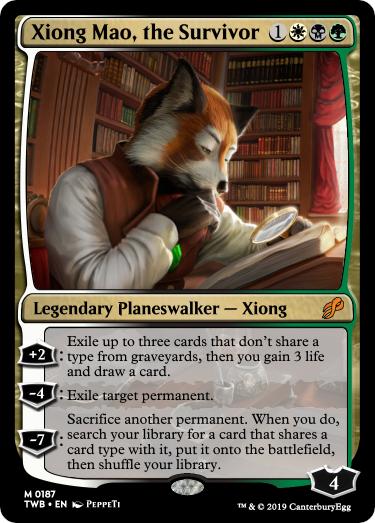 Xiong Mao, the Survivor 1
Legendary Planeswalker — Xiong
+2: Exile up to three cards that don't share a
type from graveyards, then you gain 3 life
and draw a card.
-4: Exile target permanent.
Sacrifice another permanent. When you do,
-7: search your library for a card that shares a
card type with it, put it onto the battlefield,
then shuffle your library.
4
M 0187
TWB • EN PEPPETI
™ & © 2019 CanterburyEgg